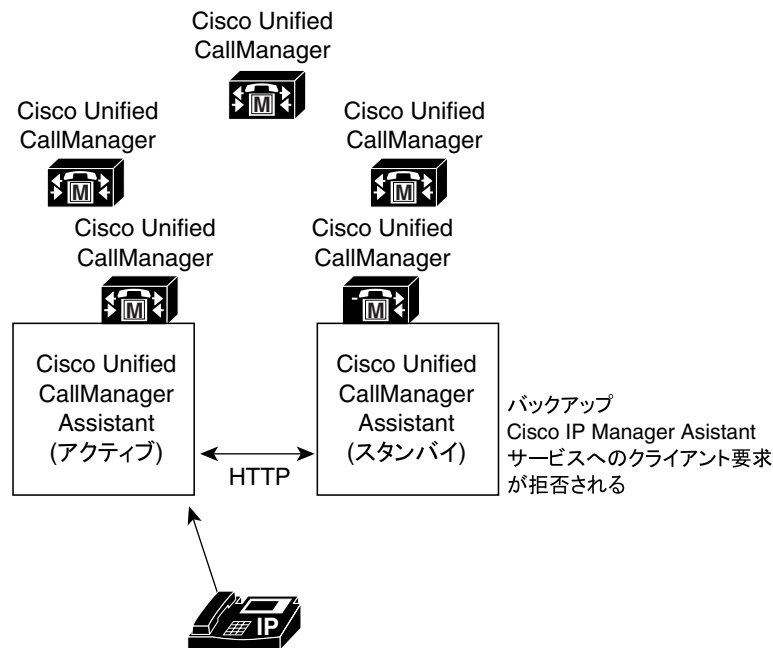 Cisco Unified
CallManager
M
Cisco Unified
CallManager
M
Cisco Unified
CallManager
M
Cisco Unified
CallManager
M
Cisco Unified
CallManager
M
Cisco Unified
CallManager
Assistant
(アクティブ)
HTTP
Cisco Unified
CallManager
Assistant
(スタンバイ)
バックアップ
Cisco IP Manager Asistant
サービスへのクライアント要求
が拒否される
IP